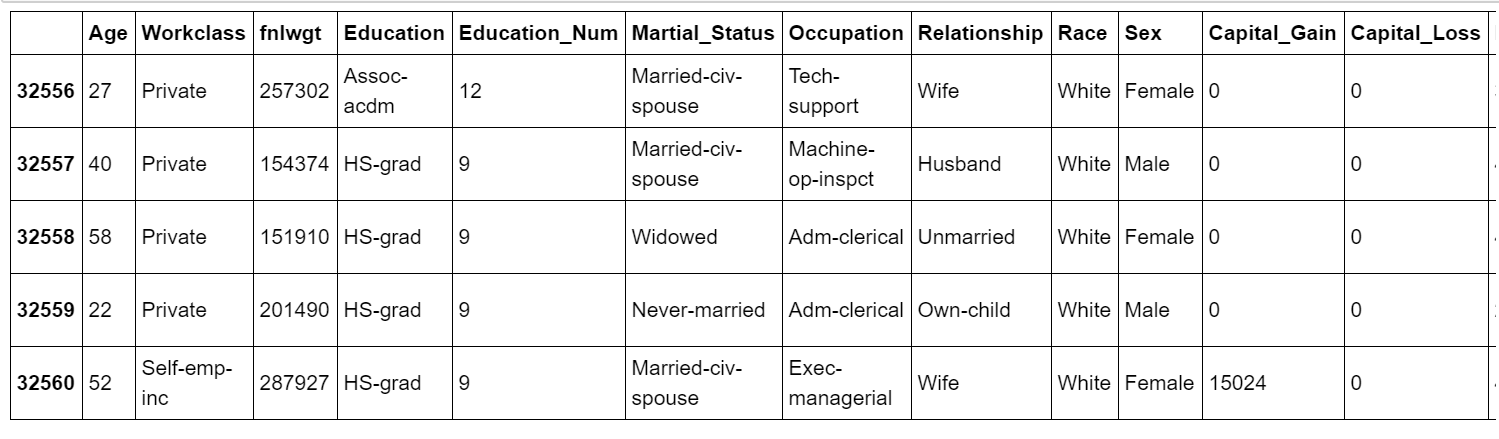 Age Workclass fnlwgt Education Education_Num Martial_Status Occupation Relationship Race Sex Capital_Gain Capital_Loss
32556 27 Private 257302 Assoc-acdm 12 Married-civ-spouse Tech-support Wife White Female 0 0
32557 40 Private 154374 HS-grad 9 Married-civ-spouse Machine-op-inspct Husband White Male 0 0
32558 58 Private 151910 HS-grad 9 Widowed Adm-clerical Unmarried White Female 0 0
32559 22 Private 201490 HS-grad 9 Never-married Adm-clerical Own-child White Male 0 0
32560 52 Self-emp-inc 287927 HS-grad 9 Married-civ-spouse Exec-managerial Wife White Female 15024 0